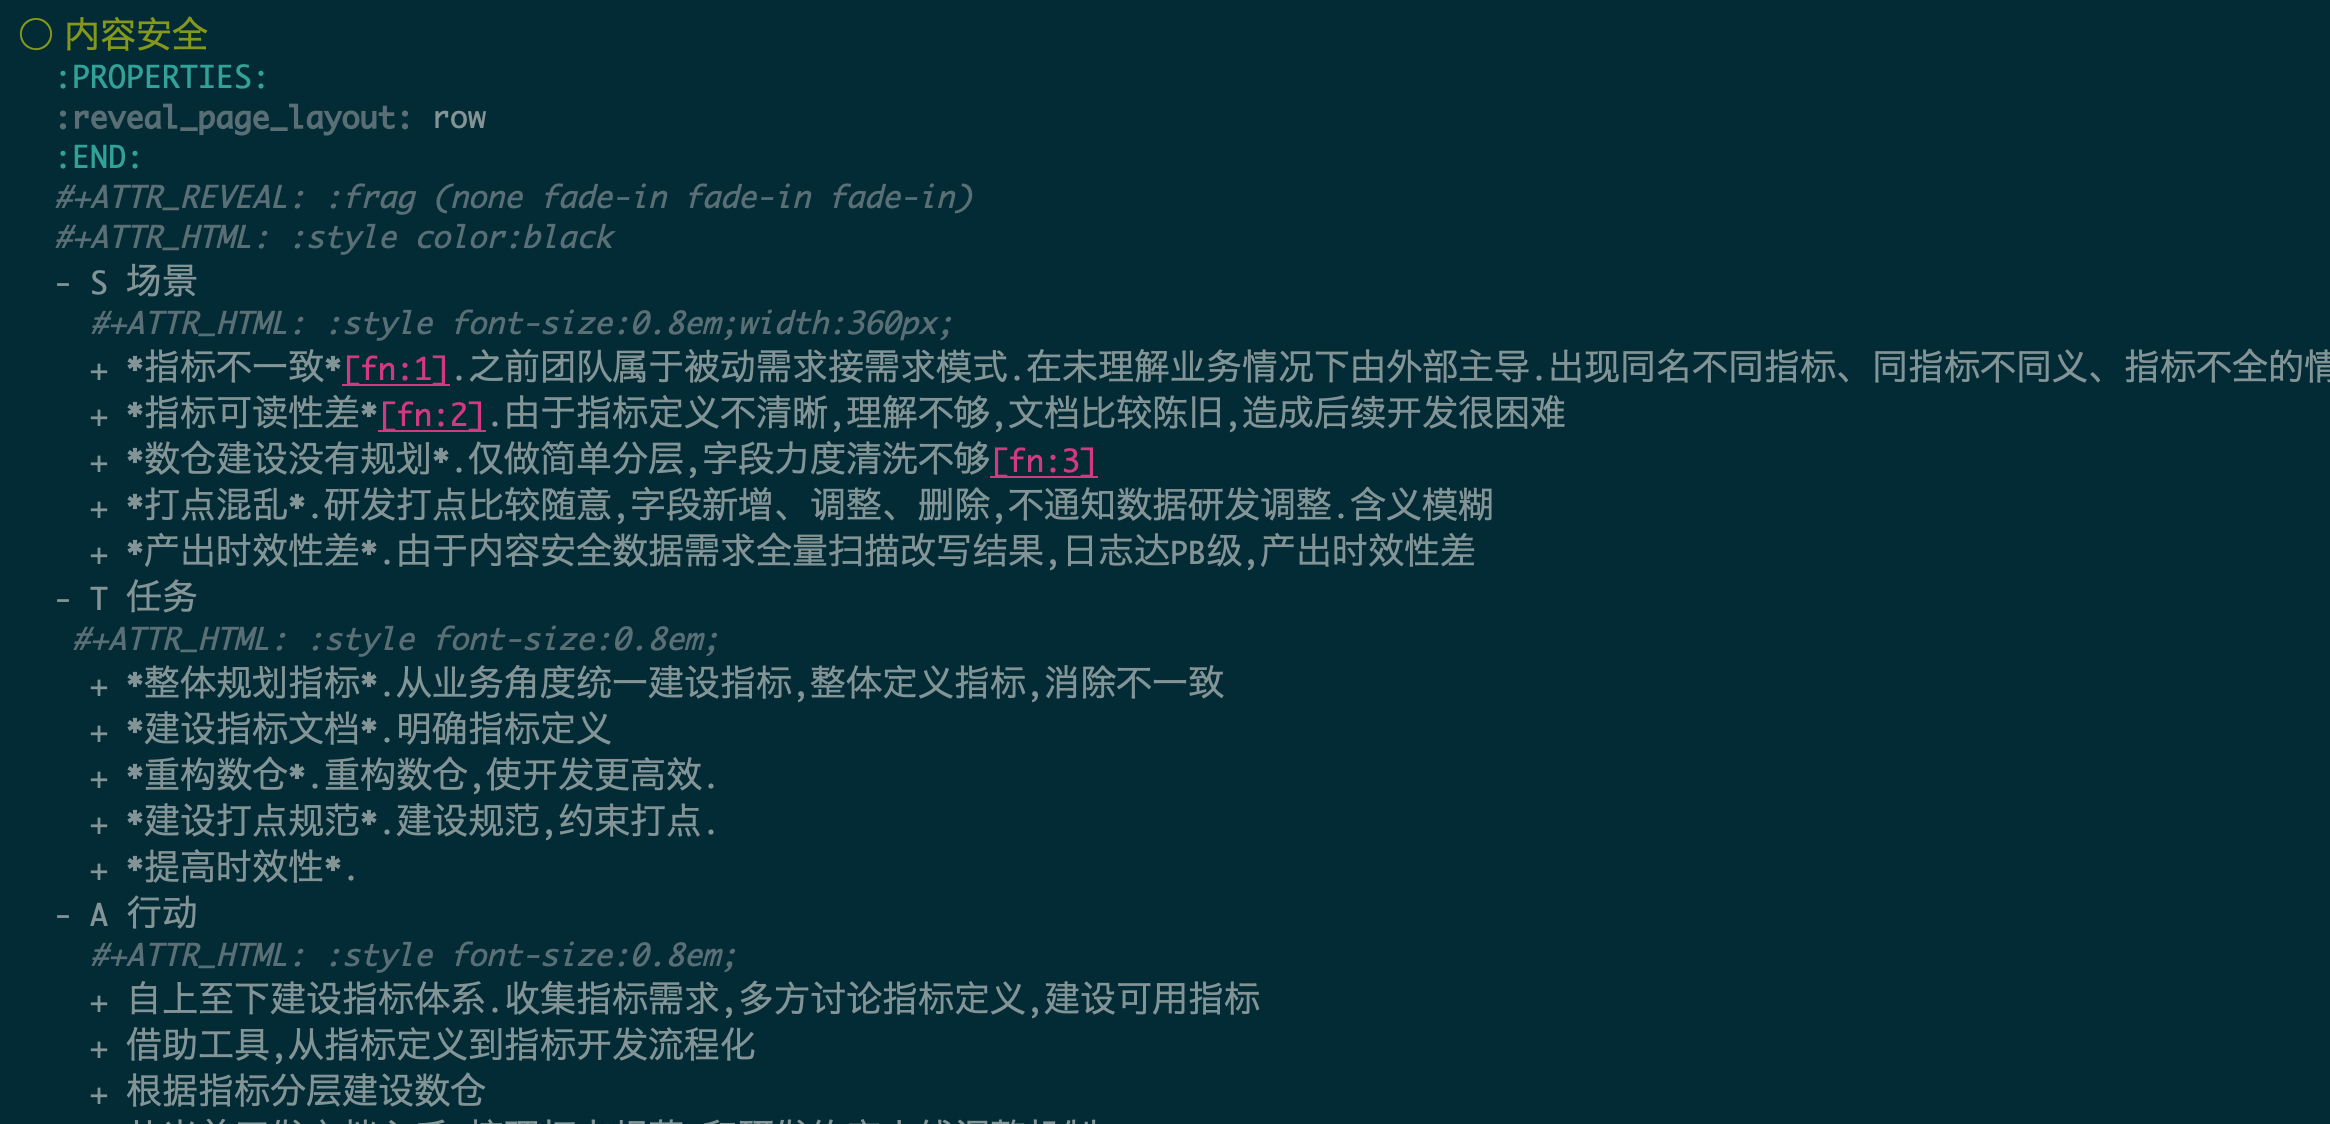 内容安全
:PROPERTIES:
:reveal_page_layout: row
:END:
#+ATTR_REVEAL: :frag (none fade-in fade-in fade-in)
#+ATTR_HTML: :style color:black
- S 场景
#+ATTR_HTML: :style font-size:0.8em;width:360px;
+ *指标不一致*[fn:1].之前团队属于被动需求接需求模式.在未理解业务情况下由外部主导.出现同名不同指标、同指标不同义、指标不全的情
+ *指标可读性差*[fn:2].由于指标定义不清晰,理解不够,文档比较陈旧,造成后续开发很困难
+ *数仓建设没有规划*.仅做简单分层,字段力度清洗不够[fn:3]
+ *打点混乱*.研发打点比较随意,字段新增、调整、删除,不通知数据研发调整.含义模糊
+ *产出时效性差*.由于内容安全数据需求全量扫描改写结果,日志达PB级,产出时效性差
- T 任务
#+ATTR_HTML: :style font-size:0.8em;
+ *整体规划指标*.从业务角度统一建设指标,整体定义指标,消除不一致
+ *建设指标文档*.明确指标定义
+ *重构数仓*.重构数仓,使开发更高效.
+ *建设打点规范*.建设规范,约束打点.
+ *提高时效性*.
- A 行动
#+ATTR_HTML: :style font-size:0.8em;
+ 自上至下建设指标体系.收集指标需求,多方讨论指标定义,建设可用指标
+ 借助工具,从指标定义到指标开发流程化
+ 根据指标分层建设数仓